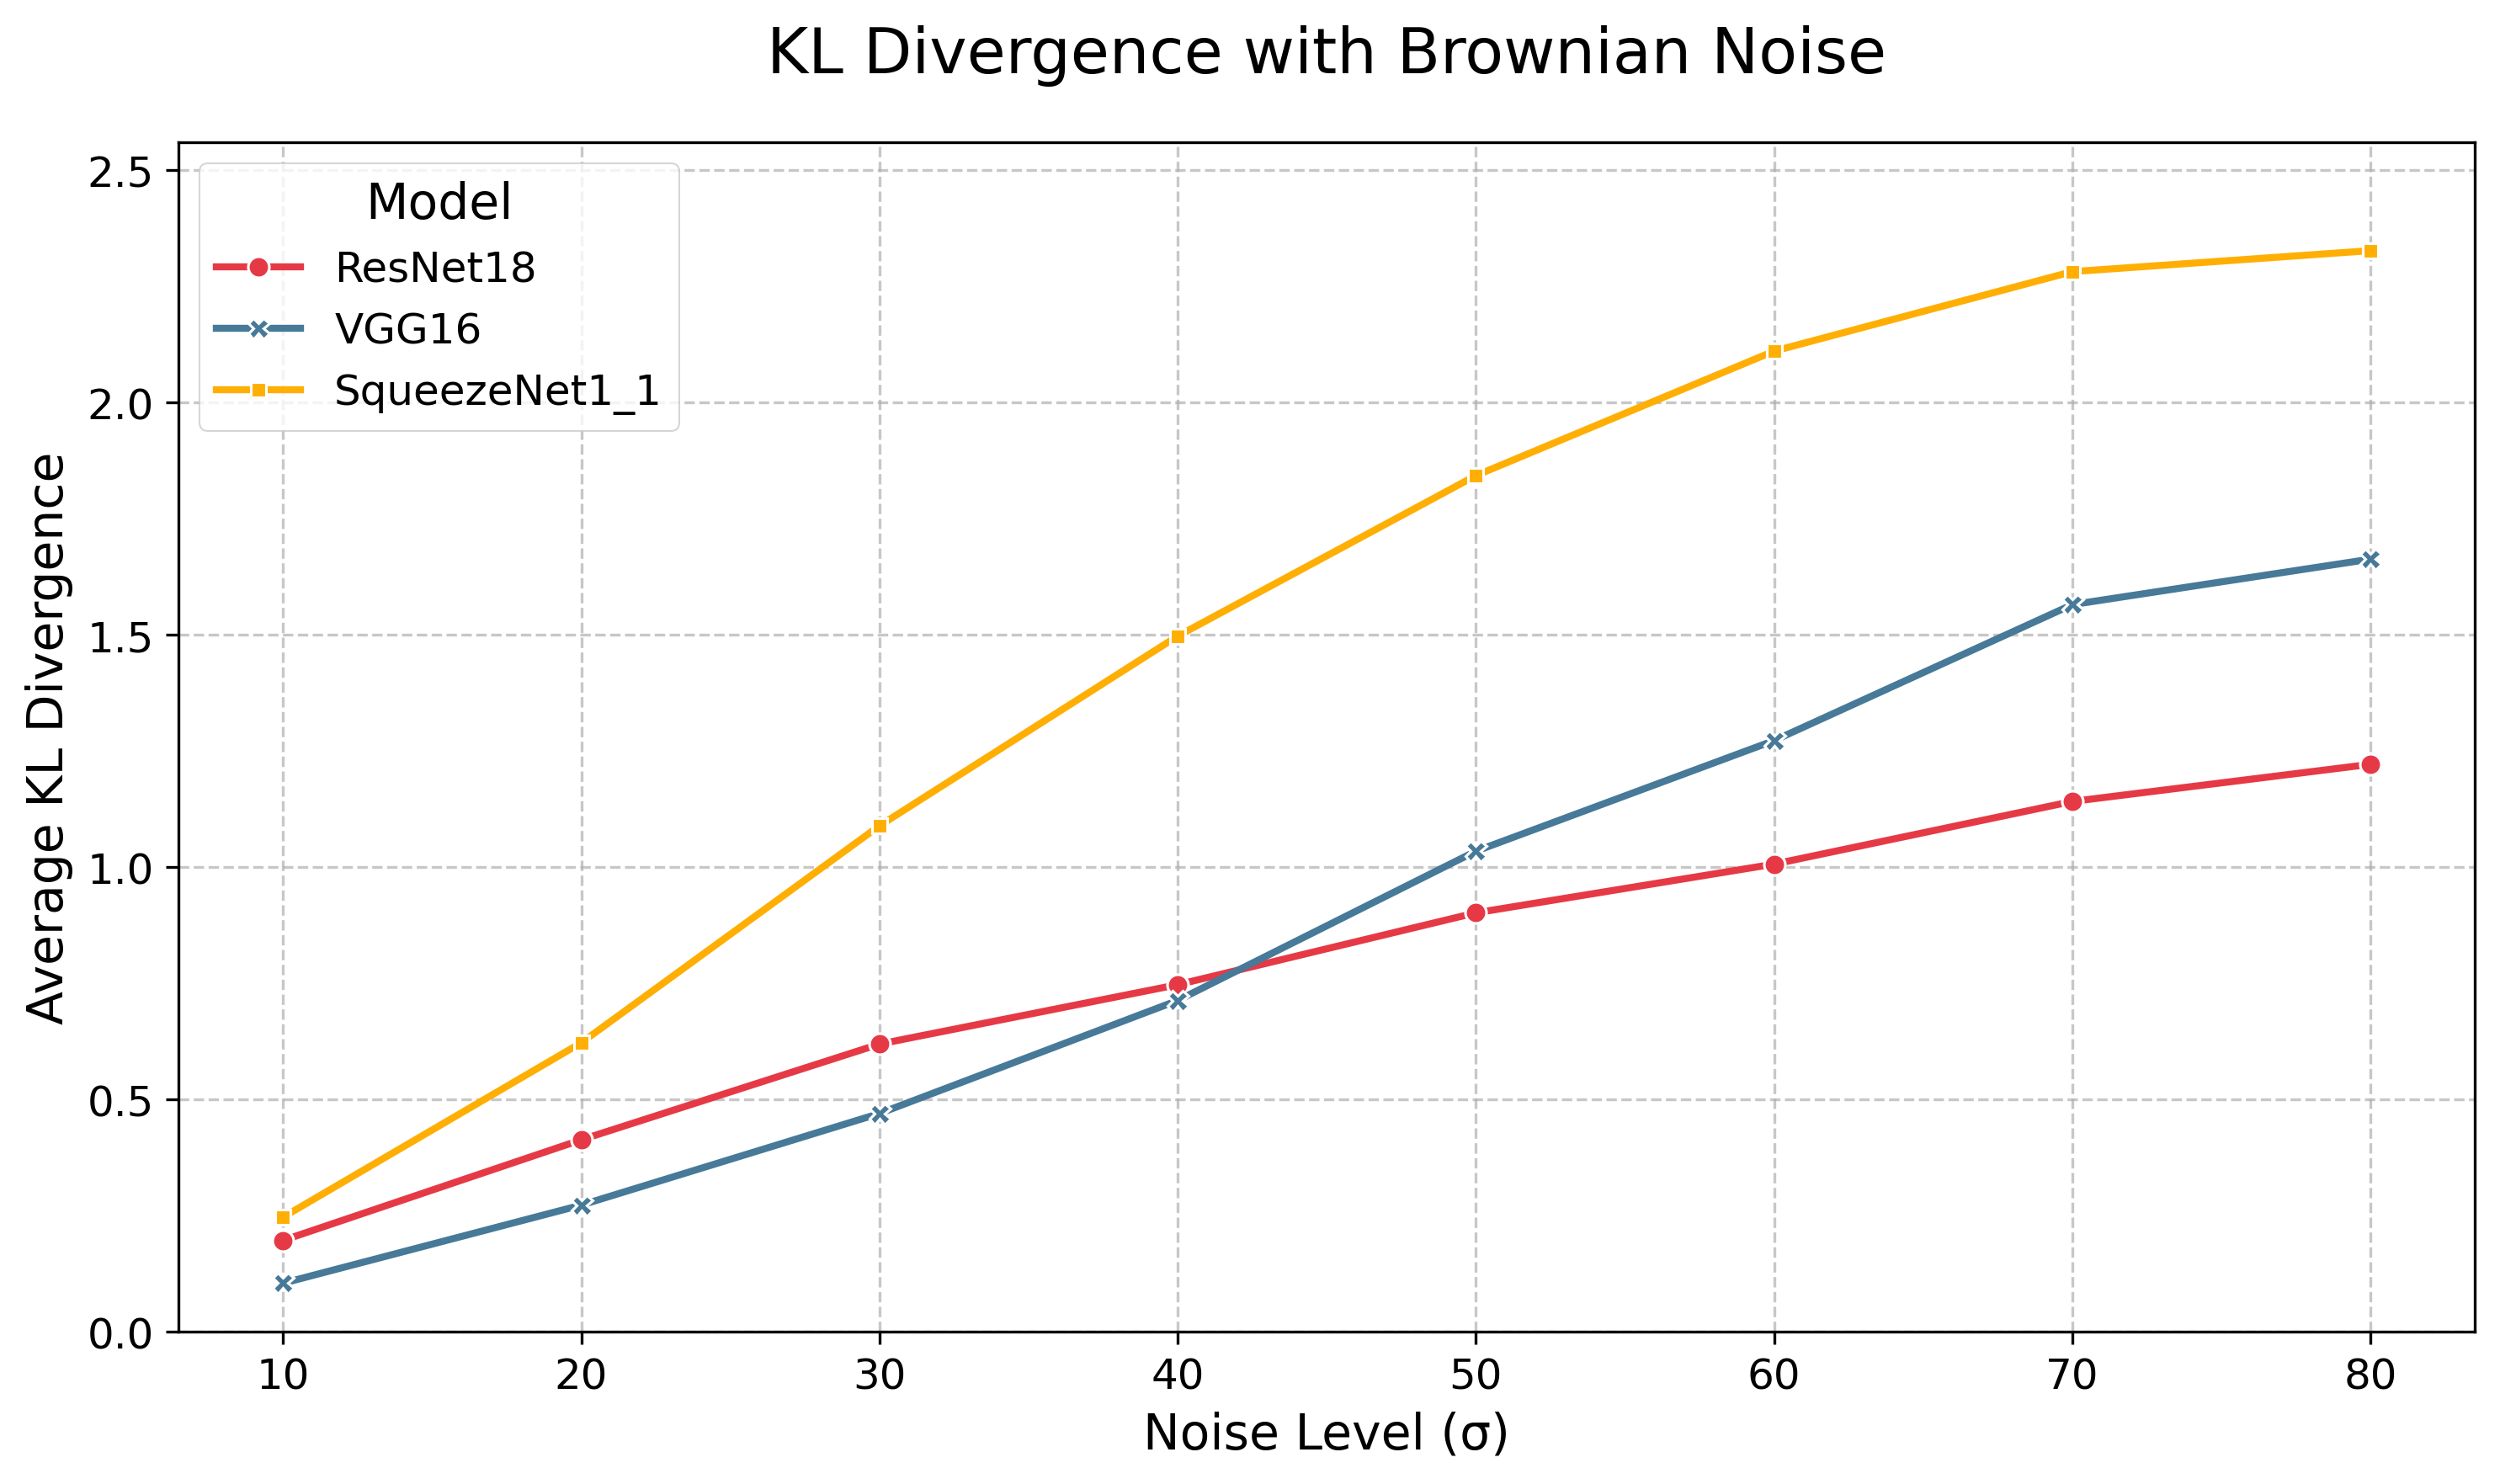 KL Divergence with Brownian Noise
Model
ResNet18
VGG16
SqueezeNet1_1
Average KL Divergence
2.5
2.0
1.5
1.0
0.5
0.0
10 20 30 40 50 60 70 80
Noise Level (σ)